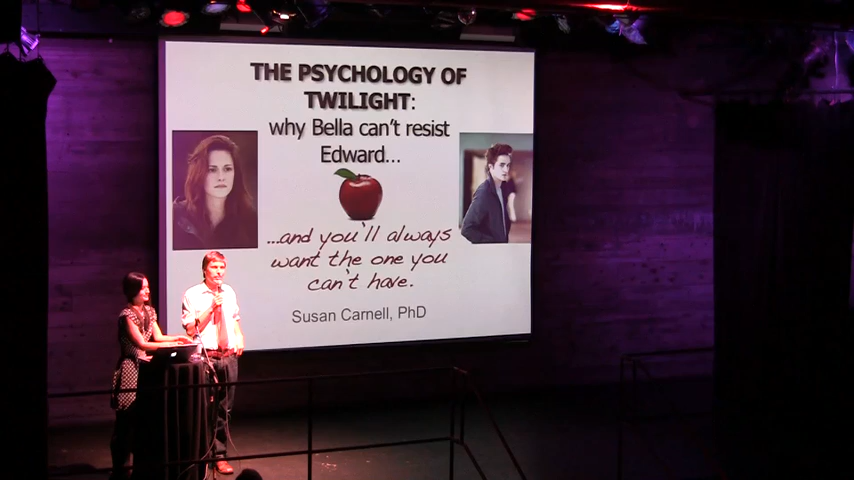 THE PSYCHOLOGY OF
TWILIGHT:
why Bella can't resist
Edward...
...and you'll always
want the one you
can't have.
Susan Carnell, PhD